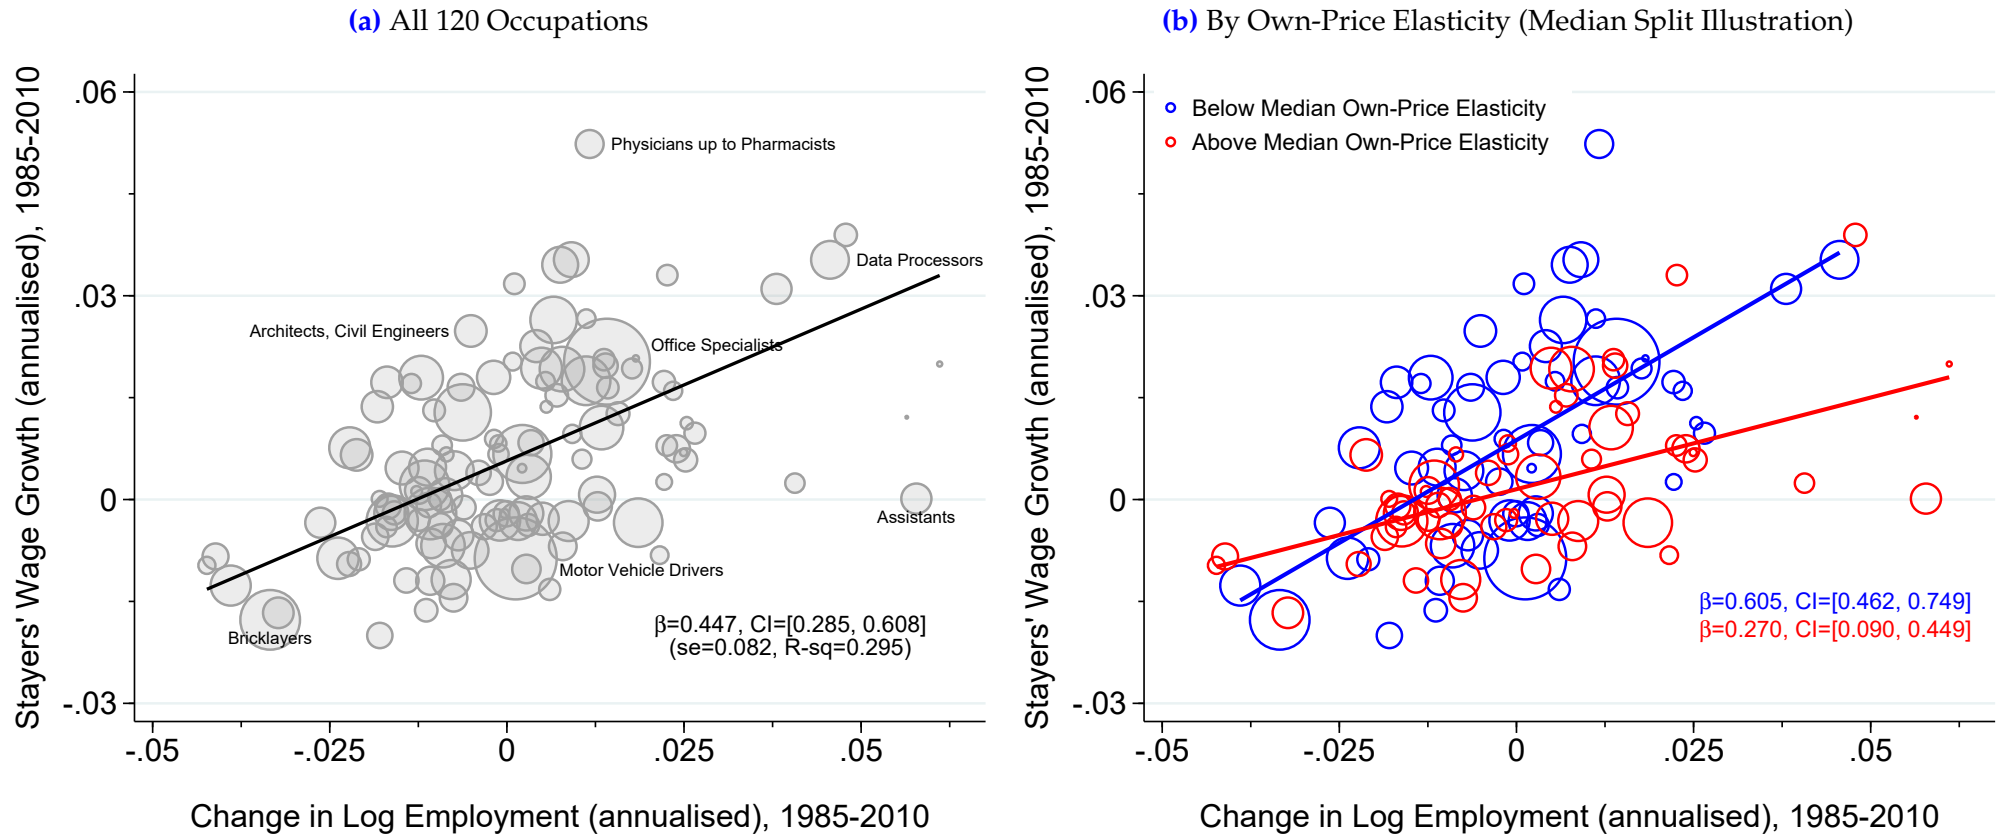 (a) All 120 Occupations
Stayers' Wage Growth (annualised), 1985-2010
.06
.03
0
-.03
Physicians up to Pharmacists
Data Processors
Architects, Civil Engineers
Office Specialists
Assistants
Motor Vehicle Drivers
Bricklayers
β=0.447, CI=[0.285, 0.608]
(se=0.082, R-sq=0.295)
-.05
-.025
0
.025
.05
Change in Log Employment (annualised), 1985-2010
(b) By Own-Price Elasticity (Median Split Illustration)
Stayers' Wage Growth (annualised), 1985-2010
.06
.03
0
-.03
Below Median Own-Price Elasticity
Above Median Own-Price Elasticity
β=0.605, CI=[0.462, 0.749]
β=0.270, CI=[0.090, 0.449]
-.05
-.025
0
.025
.05
Change in Log Employment (annualised), 1985-2010